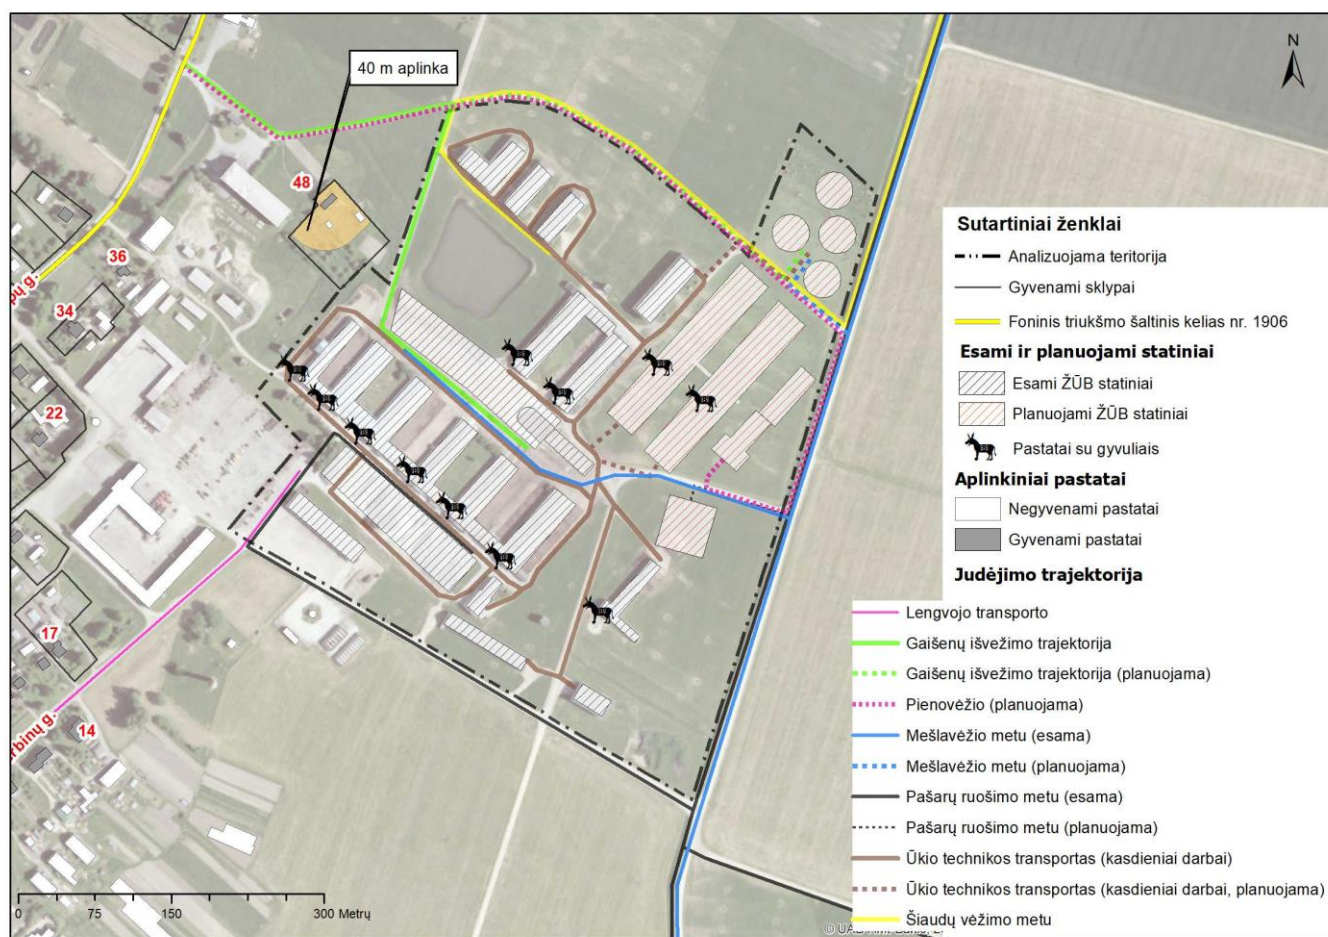 N
40 m aplinka
48
36
34
22
17
14
pų g.
rbinų g.
Sutartiniai ženklai
Analizuojama teritorija
Gyvenami sklypai
Foninis triukšmo šaltinis kelias nr. 1906
Esami ir planuojami statiniai
Esami ŽŪB statiniai
Planuojami ŽŪB statiniai
Pastatai su gyvuliais
Aplinkiniai pastatai
Negyvenami pastatai
Gyvenami pastatai
Judėjimo trajektorija
Lengvojo transporto
Gaišenų išvežimo trajektorija
Gaišenų išvežimo trajektorija (planuojama)
Pienovėžio (planuojama)
Mešlavėžio metu (esama)
Mešlavėžio metu (planuojama)
Pašarų ruošimo metu (esama)
Pašarų ruošimo metu (planuojama)
Ūkio technikos transportas (kasdieniai darbai)
Ūkio technikos transportas (kasdieniai darbai, planuojama)
Šiaudų vėžimo metu
0 75 150 300 Metrų